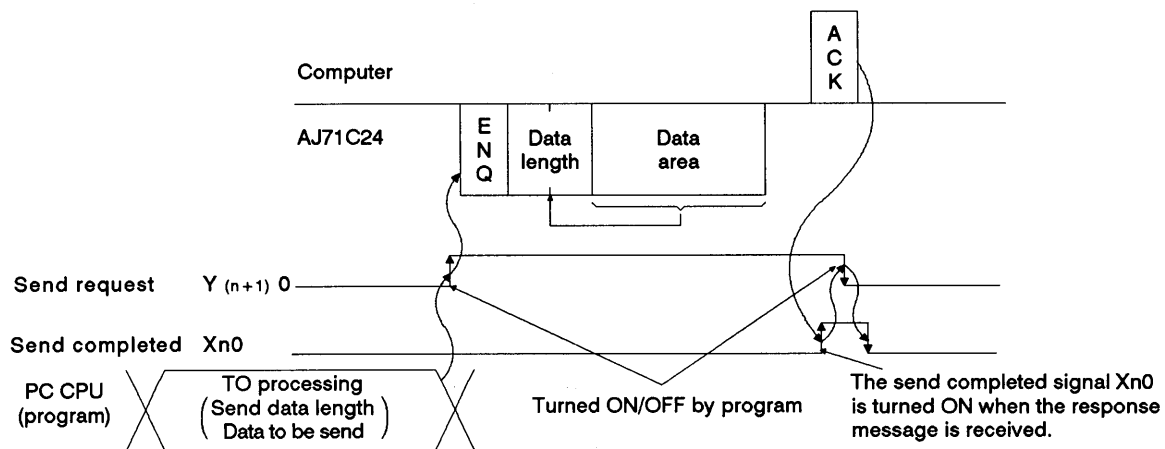 A
C
K
Computer
AJ71C24
E
N
Q
Data
length
Data
area
Send request Y (n+1) 0
Send completed Xn0
PC CPU
(program)
TO processing
(Send data length
Data to be send)
Turned ON/OFF by program
The send completed signal Xn0
is turned ON when the response
message is received.